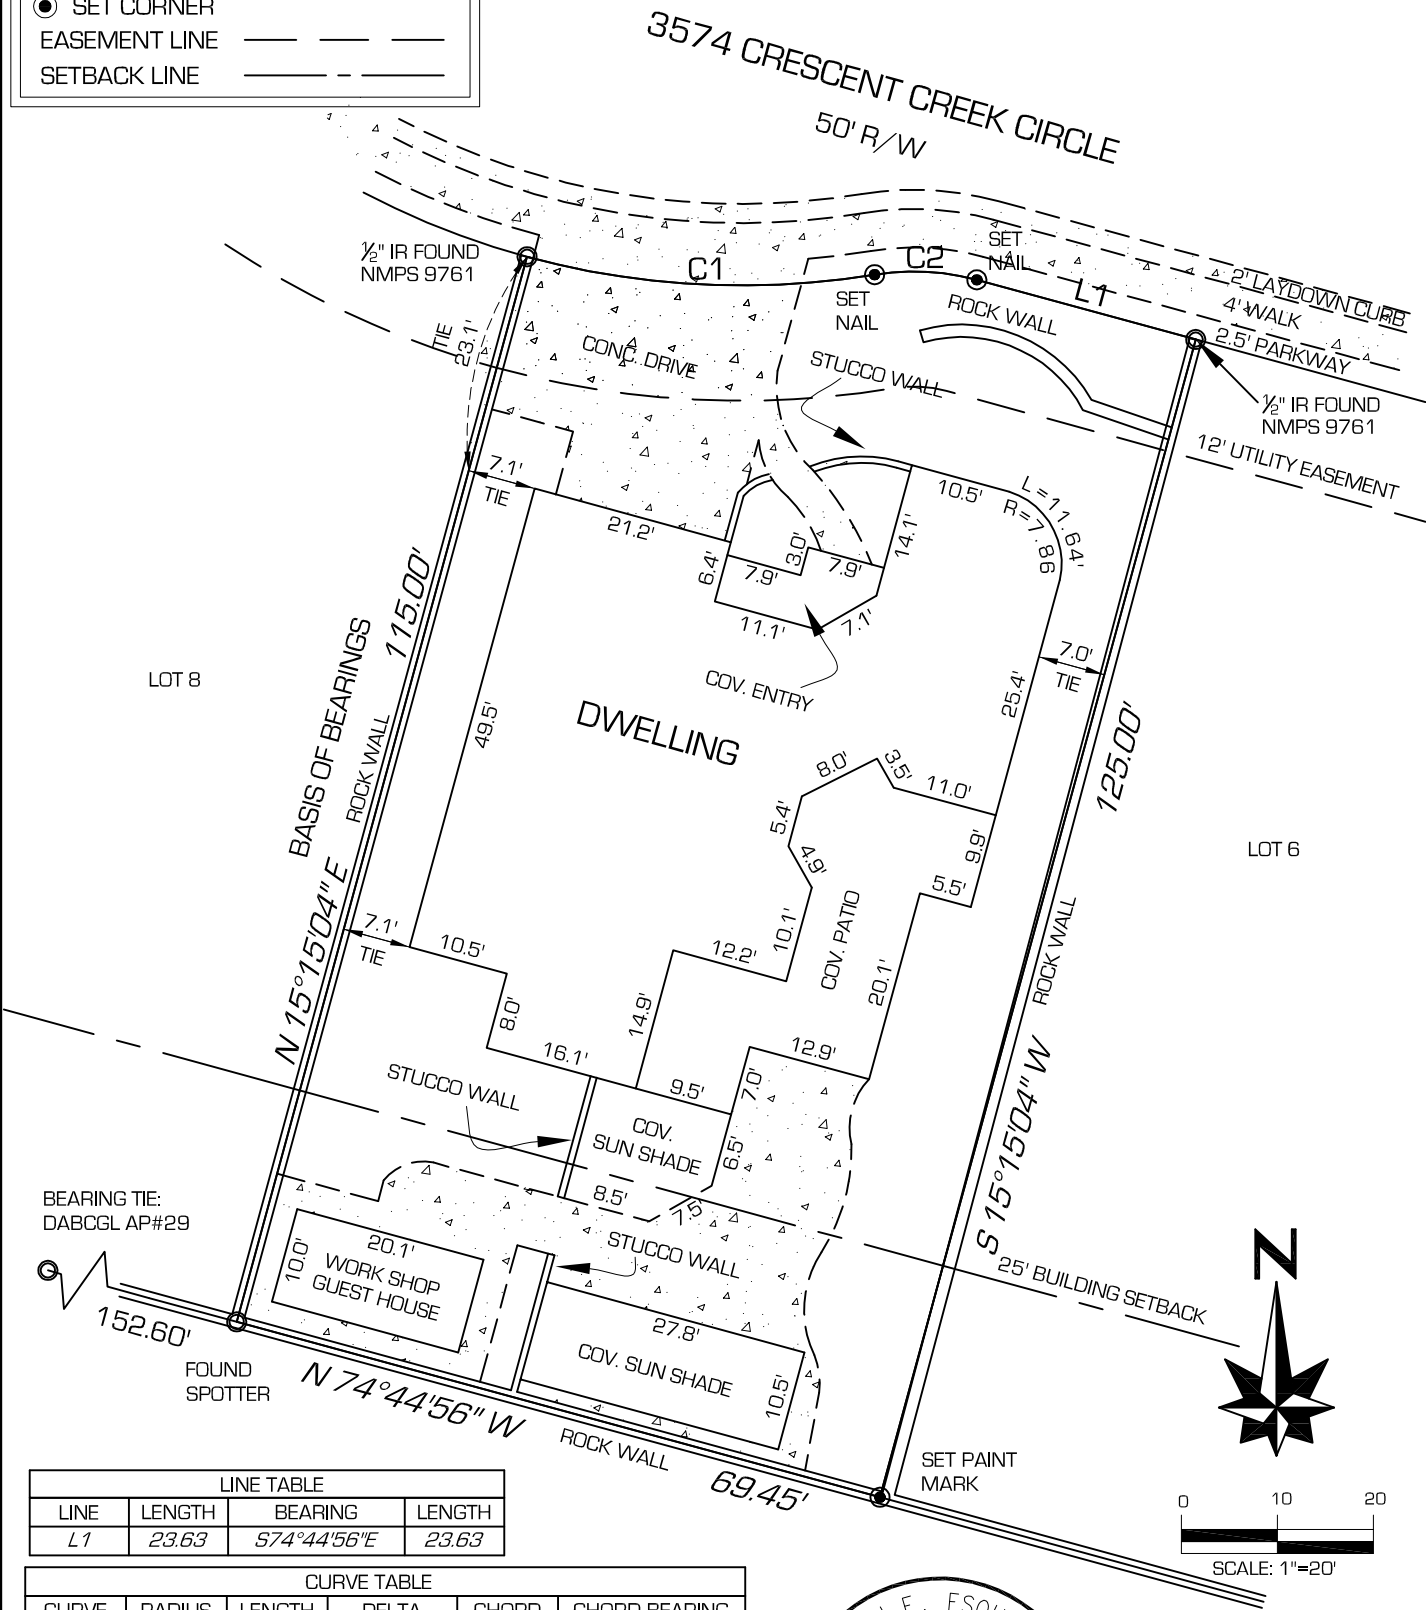 SET CORNER
EASEMENT LINE
SETBACK LINE
3574 CRESCENT CREEK CIRCLE
50' R/W
½" IR FOUND
NMPS 9761
C1
C2
SET
NAIL
SET
NAIL
L1
2' LAYDOWN CURB
4' WALK
2.5' PARKWAY
ROCK WALL
½" IR FOUND
NMPS 9761
12' UTILITY EASEMENT
TIE
23.1'
CONC. DRIVE
STUCCO WALL
7.1'
TIE
21.2'
10.5'
L=11.64'
R=7.86
14.1'
6.4'
7.9'
3.0'
7.9'
11.1'
7.1'
COV. ENTRY
7.0'
TIE
115.00'
BASIS OF BEARINGS
ROCK WALL
N 15°15'04" E
LOT 8
49.5'
DWELLING
25.4'
125.00'
LOT 6
8.0'
3.5'
11.0'
5.4'
4.9'
9.9'
5.5'
10.1'
COV. PATIO
20.1'
ROCK WALL
S 15°15'04" W
7.1'
TIE
10.5'
8.0'
12.2'
14.9'
16.1'
9.5'
12.9'
7.0'
6.5'
STUCCO WALL
COV.
SUN SHADE
8.5'
7.5'
BEARING TIE:
DABCGL AP#29
152.60'
FOUND
SPOTTER
20.1'
10.0'
WORK SHOP
GUEST HOUSE
STUCCO WALL
27.8'
COV. SUN SHADE
10.5'
25' BUILDING SETBACK
N 74°44'56" W
ROCK WALL
69.45'
SET PAINT
MARK
N
0 10 20
SCALE: 1"=20'
LINE TABLE
LINE LENGTH BEARING LENGTH
L1 23.63 S74°44'56"E 23.63
CURVE TABLE
CURVE RADIUS LENGTH DELTA CHORD CHORD BEARING